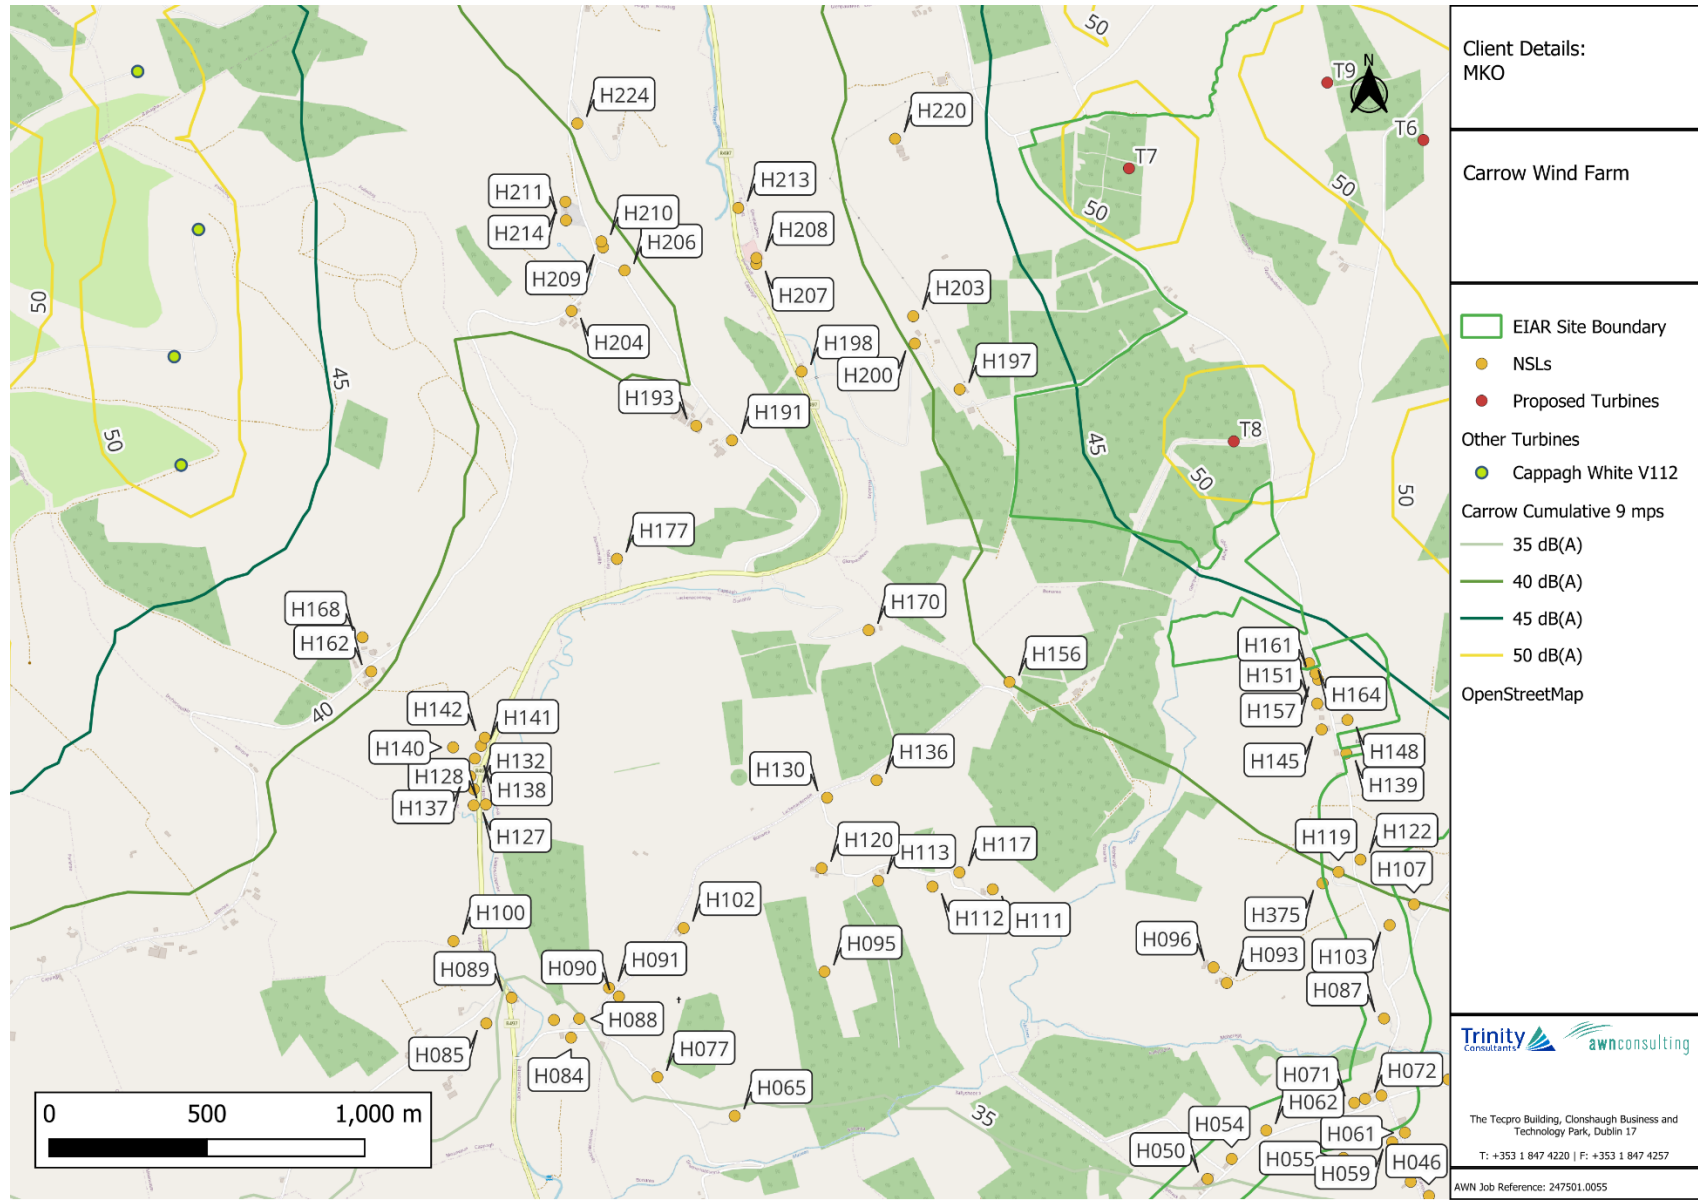 50
T9
N
T6
H224
H220
T7
50
50
H211
H213
H210
H214
H208
H206
H209
H207
H203
50
H204
H198
H200
H197
45
H193
H191
T8
50
45
50
50
H177
H168
H170
H162
H156
H161
H151
H164
H157
40
H142
H141
H140
H132
H136
H145
H148
H128
H130
H138
H139
H137
H127
H119
H122
H120
H113
H117
H107
H100
H102
H112
H111
H375
H095
H096
H093
H103
H089
H090
H091
H087
H088
H085
H084
H077
H071
H072
H065
H062
35
H054
H061
H050
H055
H059
H046
0 500 1,000 m
Client Details:
MKO
Carrow Wind Farm
EIAR Site Boundary
NSLs
Proposed Turbines
Other Turbines
Cappagh White V112
Carrow Cumulative 9 mps
35 dB(A)
40 dB(A)
45 dB(A)
50 dB(A)
OpenStreetMap
Trinity
Consultants
awnconsulting
The Tecpro Building, Clonshaugh Business and
Technology Park, Dublin 17
T: +353 1 847 4220 | F: +353 1 847 4257
AWN Job Reference: 247501.0055